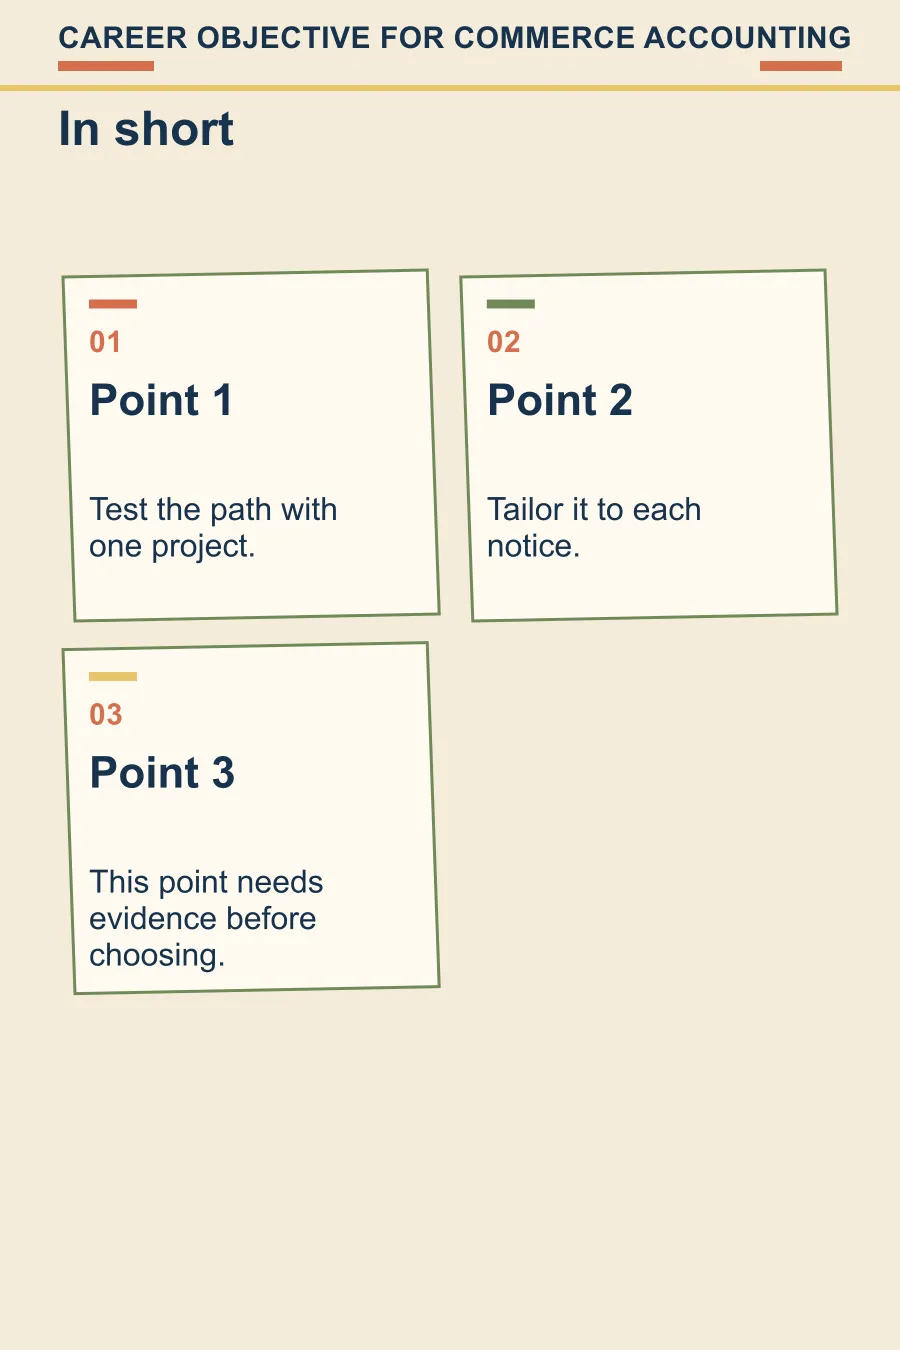 CAREER OBJECTIVE FOR COMMERCE ACCOUNTING
In short
01
Point 1
Test the path with
one project.
02
Point 2
Tailor it to each
notice.
03
Point 3
This point needs
evidence before
choosing.